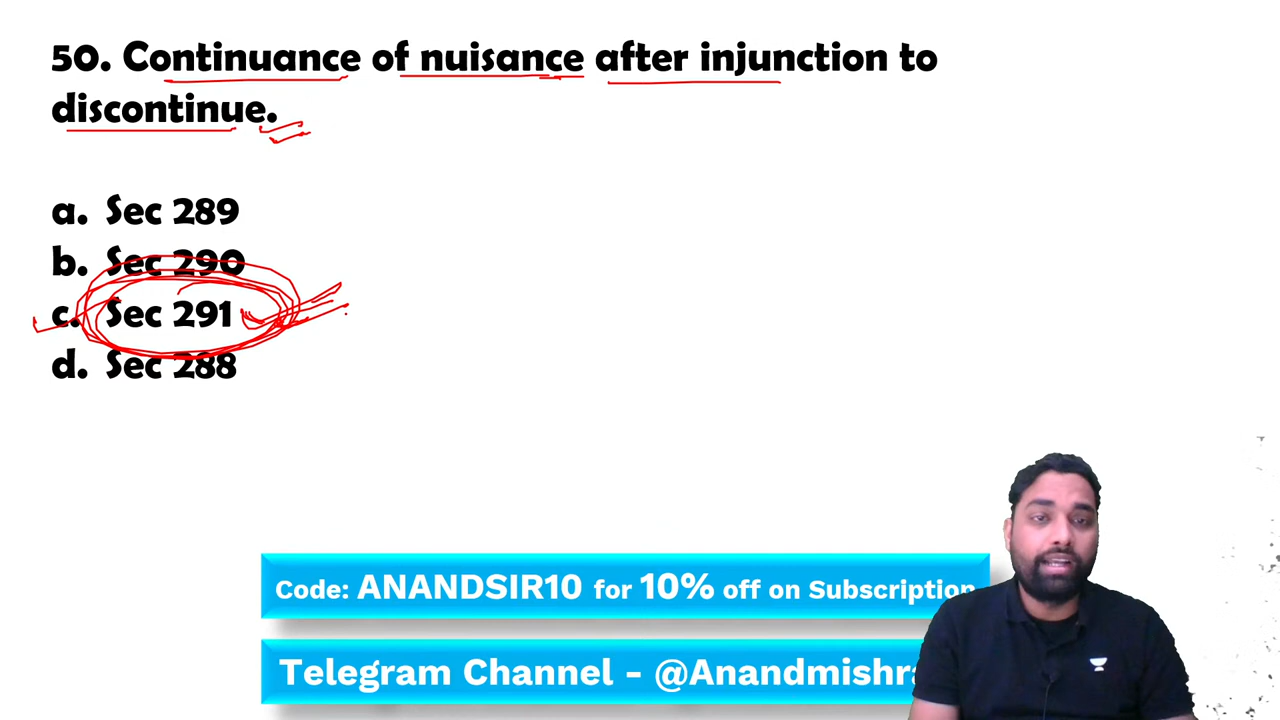 50. Continuance of nuisance after injunction to
discontinue.
a. Sec 289
b. Sec 290
c. Sec 291
d. Sec 288
Code: ANANDSIR10 for 10% off on Subscription
Telegram Channel - @Anandmishra